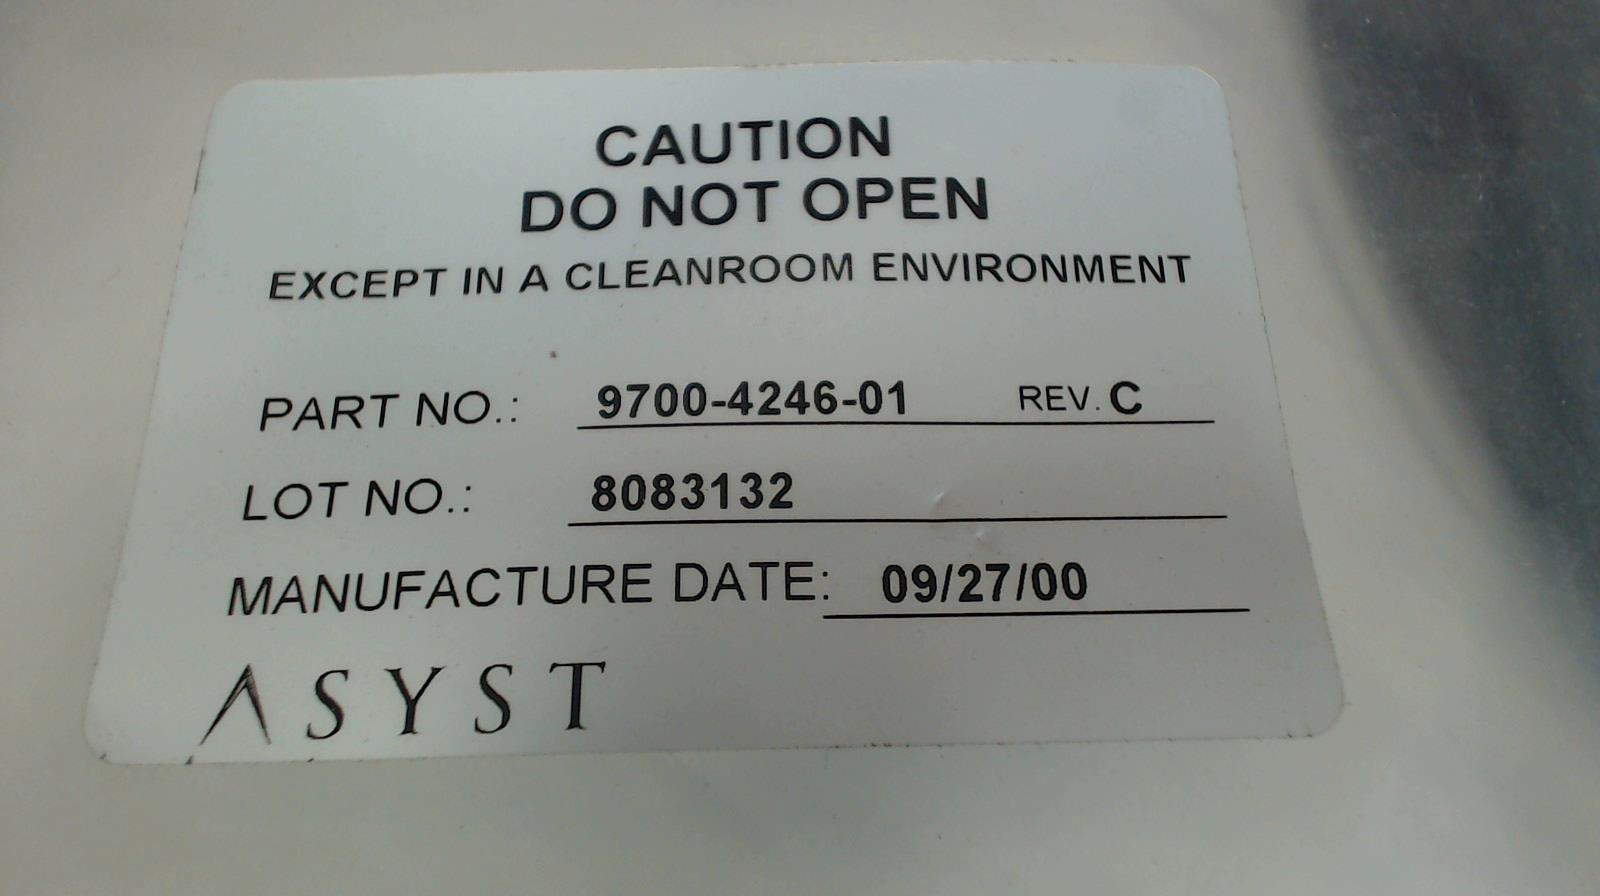 CAUTION
DO NOT OPEN
EXCEPT IN A CLEANROOM ENVIRONMENT
PART NO.: 9700-4246-01 REV. C
LOT NO.: 8083132
MANUFACTURE DATE: 09/27/00
ASYST